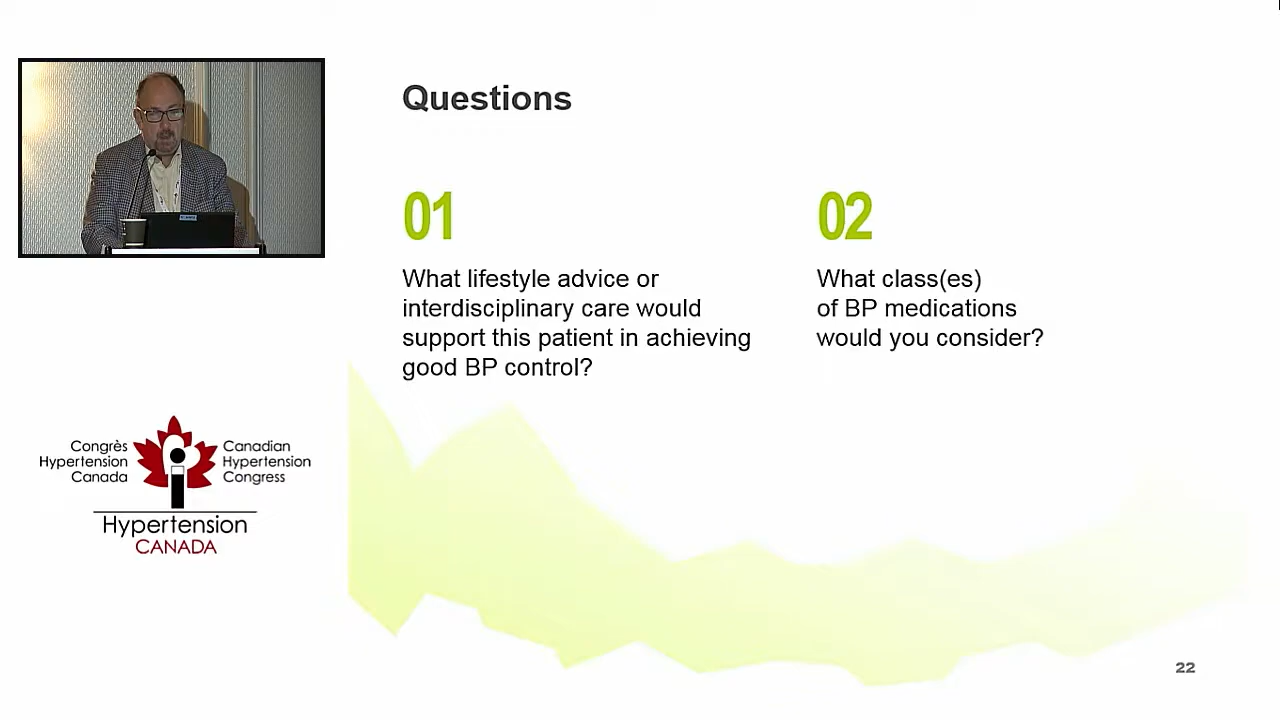 Questions
01
What lifestyle advice or
interdisciplinary care would
support this patient in achieving
good BP control?
02
What class(es)
of BP medications
would you consider?
Congrès
Hypertension
Canada
Canadian
Hypertension
Congress
Hypertension
CANADA
22